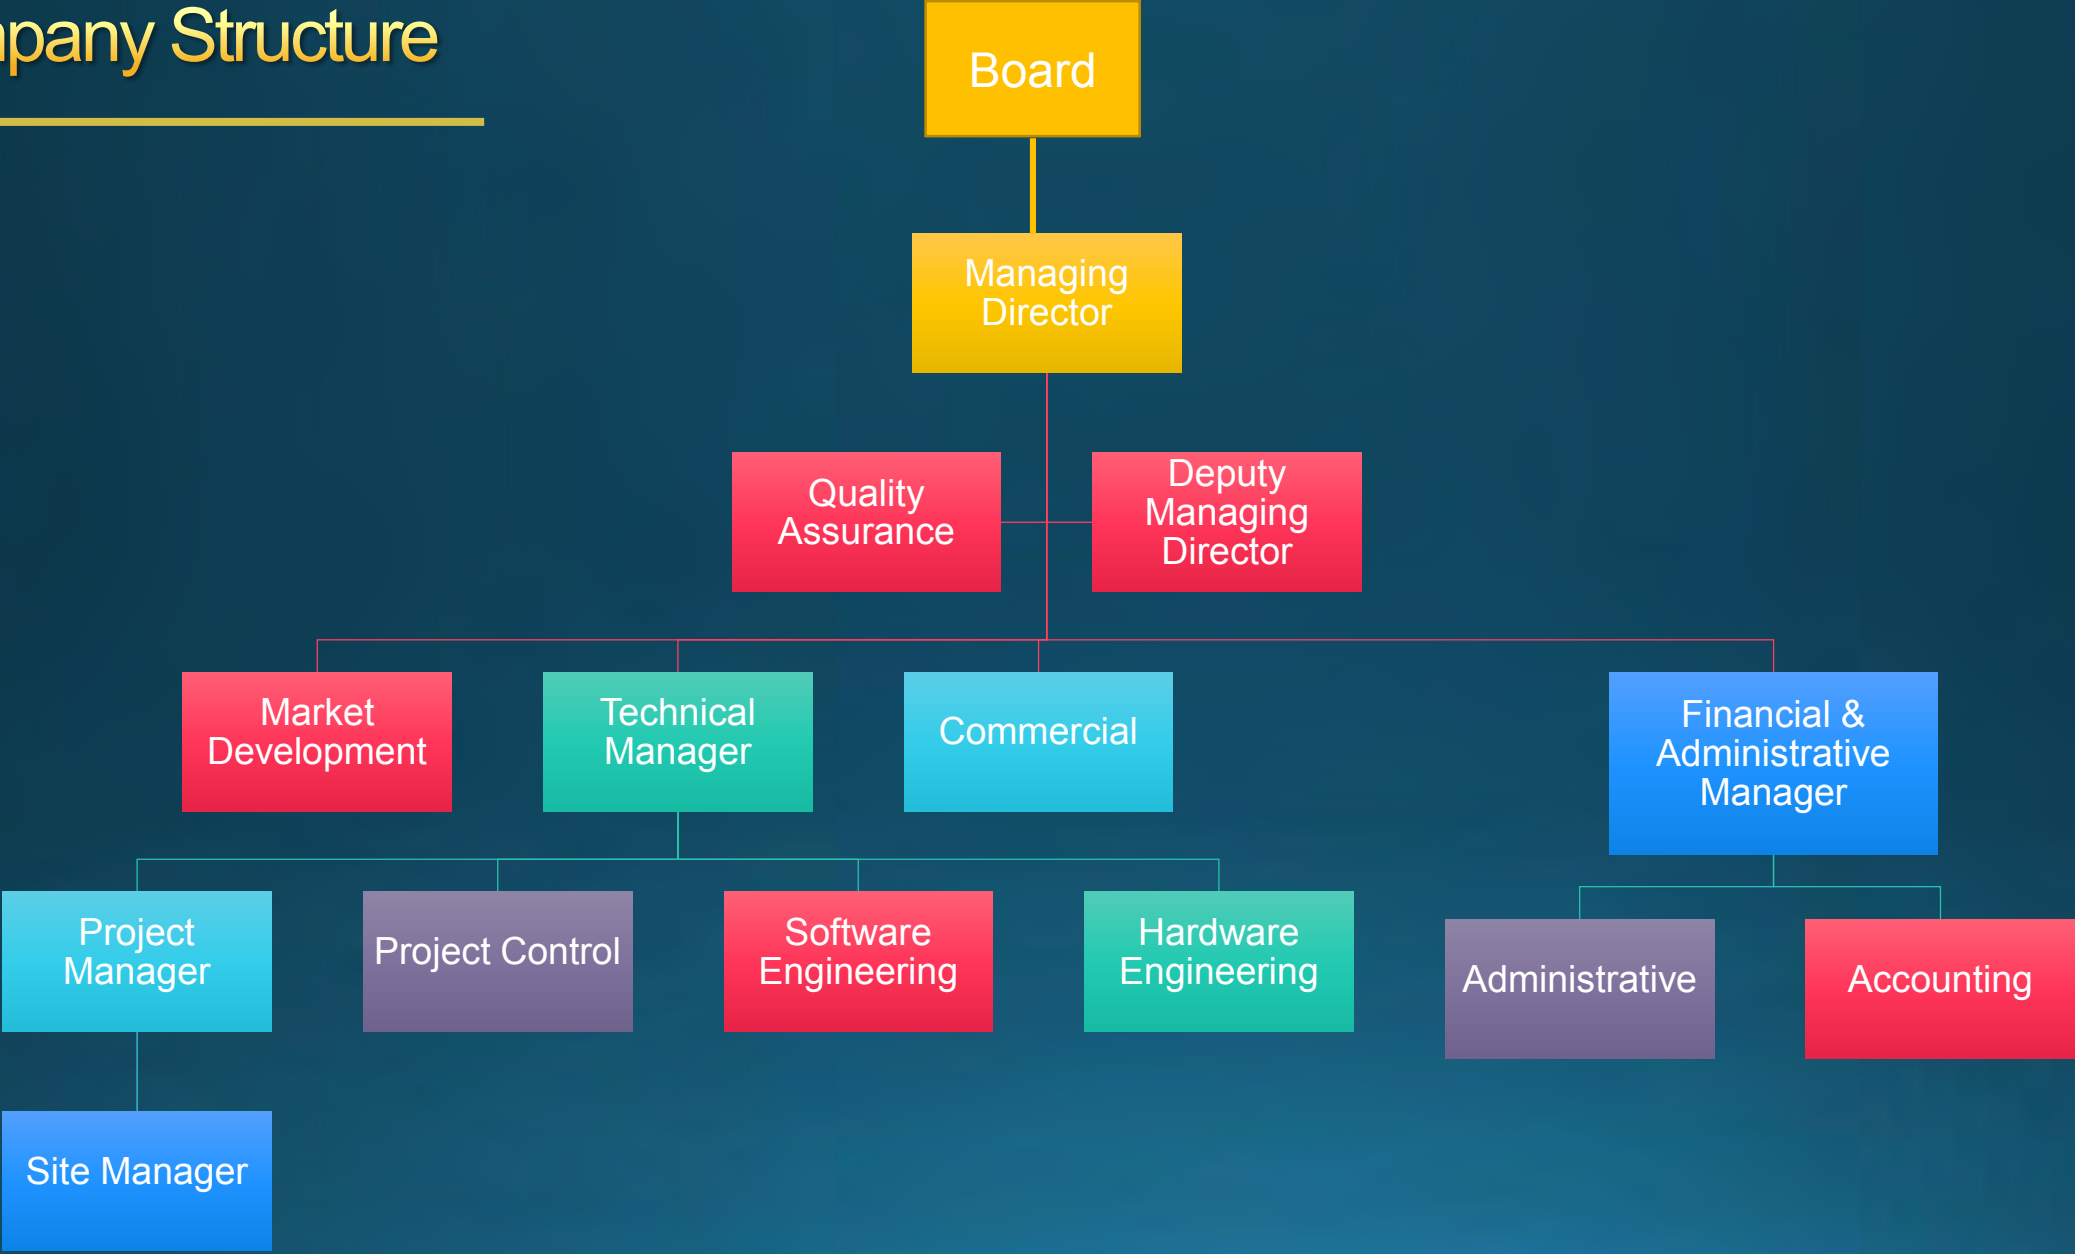 mpany Structure
Board
Managing
Director
Quality
Assurance
Deputy
Managing
Director
Market
Development
Technical
Manager
Commercial
Financial &
Administrative
Manager
Project
Manager
Project Control
Software
Engineering
Hardware
Engineering
Administrative
Accounting
Site Manager